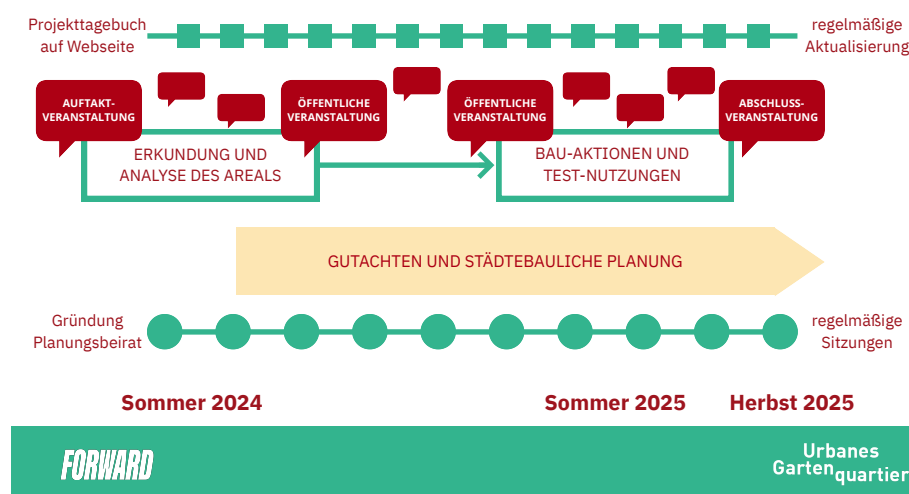 Projekttagebuch
auf Webseite
regelmäßige
Aktualisierung
AUFTAKT-
VERANSTALTUNG
ÖFFENTLICHE
VERANSTALTUNG
ÖFFENTLICHE
VERANSTALTUNG
ABSCHLUSS-
VERANSTALTUNG
ERKUNDUNG UND
ANALYSE DES AREALS
BAU-AKTIONEN UND
TEST-NUTZUNGEN
GUTACHTEN UND STÄDTEBAULICHE PLANUNG
Gründung
Planungsbeirat
regelmäßige
Sitzungen
Sommer 2024
Sommer 2025
Herbst 2025
FORWARD
Urbanes
Gartenquartier